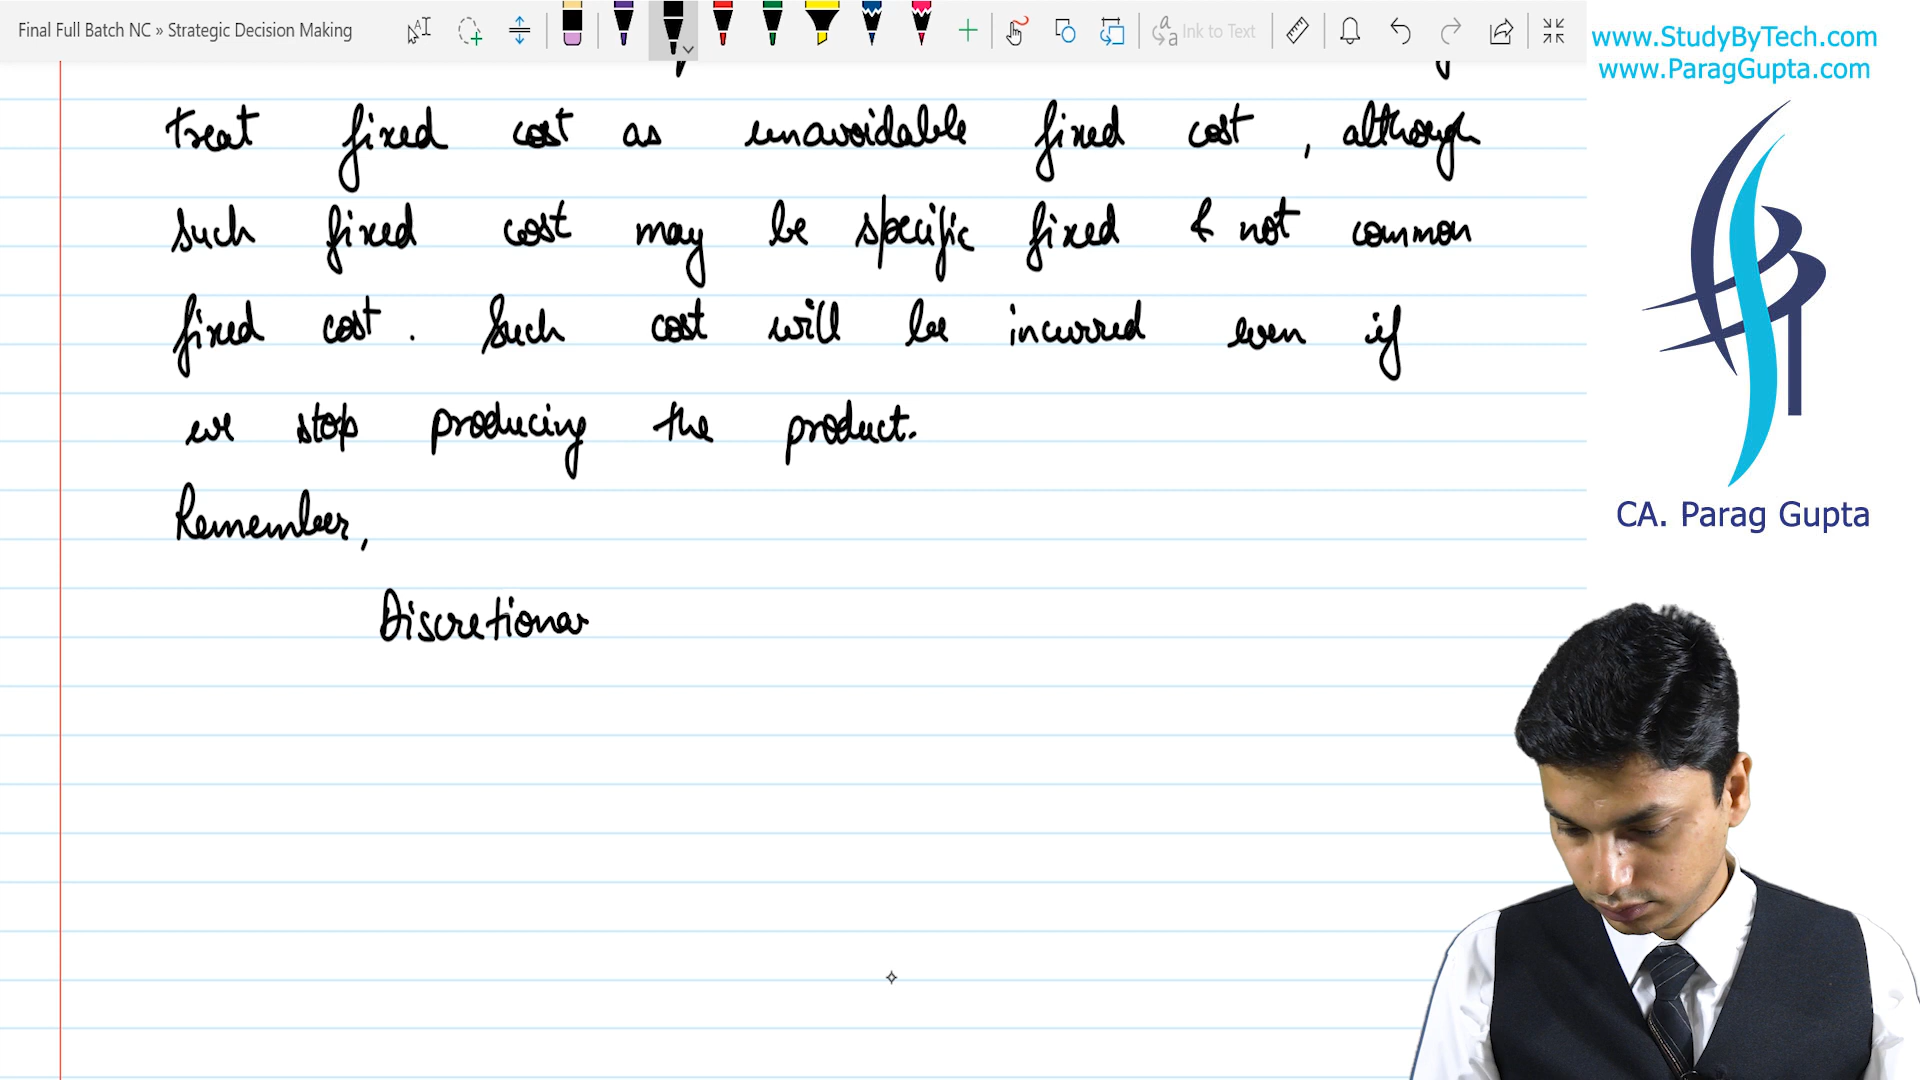 Final Full Batch NC » Strategic Decision Making
Ink to Text
www.StudyByTech.com
www.ParagGupta.com
treat fixed cost as unavoidable fixed cost, although
such fixed cost may be specific fixed & not common
fixed cost. Such cost will be incurred even if
we stop producing the product.
Remember,
Discretionar
CA. Parag Gupta